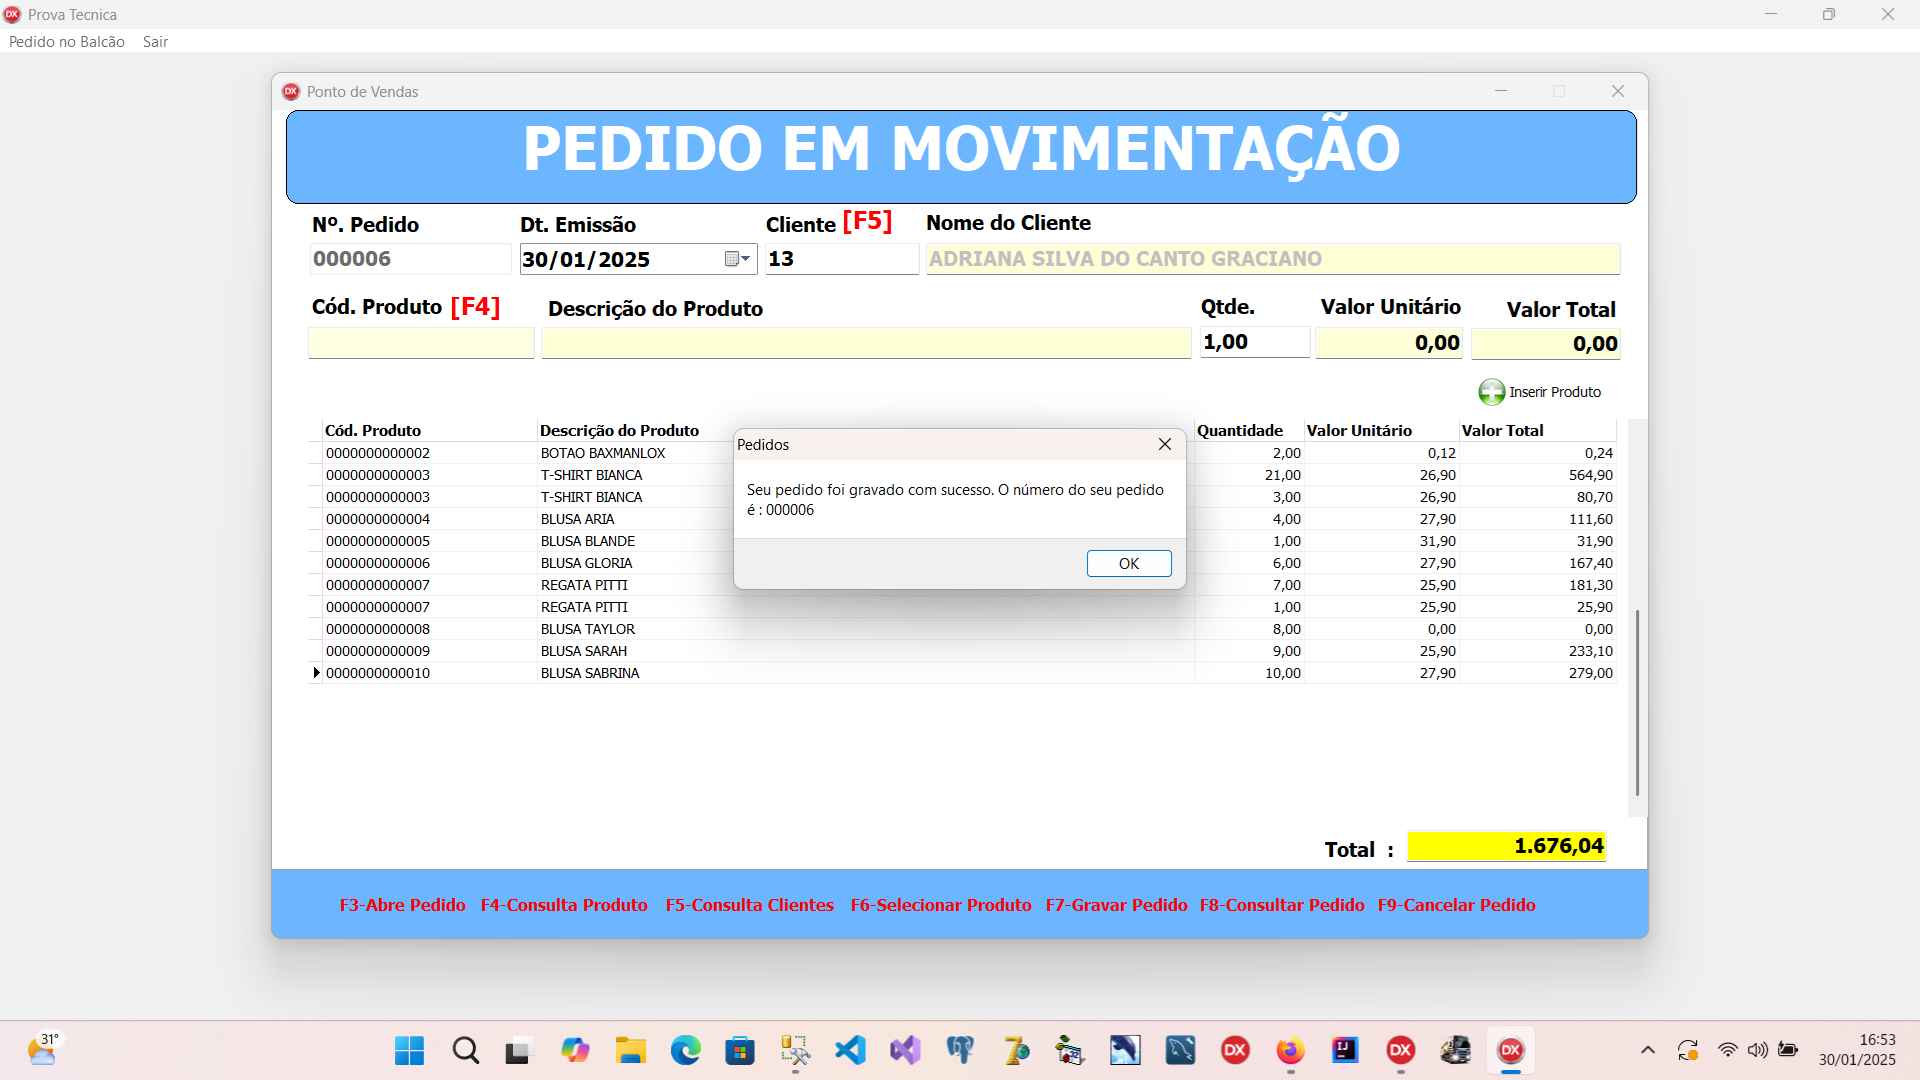 Prova Tecnica
Pedido no Balcão Sair
Ponto de Vendas
PEDIDO EM MOVIMENTAÇÃO
Nº. Pedido Dt. Emissão Cliente [F5] Nome do Cliente
000006 30/01/2025 13 ADRIANA SILVA DO CANTO GRACIANO
Cód. Produto [F4] Descrição do Produto Qtde. Valor Unitário Valor Total
1,00 0,00 0,00
Inserir Produto
Cód. Produto Descrição do Produto Quantidade Valor Unitário Valor Total
0000000000002 BOTAO BAXMANLOX 2,00 0,12 0,24
0000000000003 T-SHIRT BIANCA 21,00 26,90 564,90
0000000000003 T-SHIRT BIANCA 3,00 26,90 80,70
0000000000004 BLUSA ARIA 4,00 27,90 111,60
0000000000005 BLUSA BLANDE 1,00 31,90 31,90
0000000000006 BLUSA GLORIA 6,00 27,90 167,40
0000000000007 REGATA PITTI 7,00 25,90 181,30
0000000000007 REGATA PITTI 1,00 25,90 25,90
0000000000008 BLUSA TAYLOR 8,00 0,00 0,00
0000000000009 BLUSA SARAH 9,00 25,90 233,10
0000000000010 BLUSA SABRINA 10,00 27,90 279,00
Pedidos
Seu pedido foi gravado com sucesso. O número do seu pedido
é : 000006
OK
Total : 1.676,04
F3-Abre Pedido F4-Consulta Produto F5-Consulta Clientes F6-Selecionar Produto F7-Gravar Pedido F8-Consultar Pedido F9-Cancelar Pedido
31°
16:53
30/01/2025